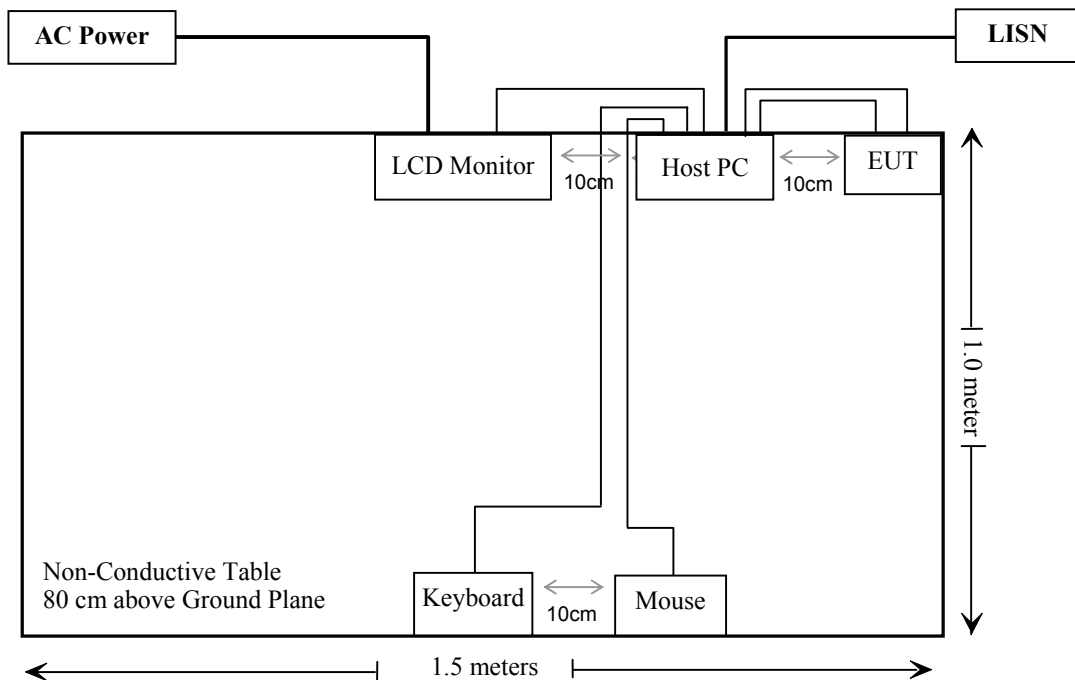 AC Power
LISN
LCD Monitor
10cm
Host PC
10cm
EUT
1.0 meter
Non-Conductive Table
80 cm above Ground Plane
Keyboard
10cm
Mouse
1.5 meters